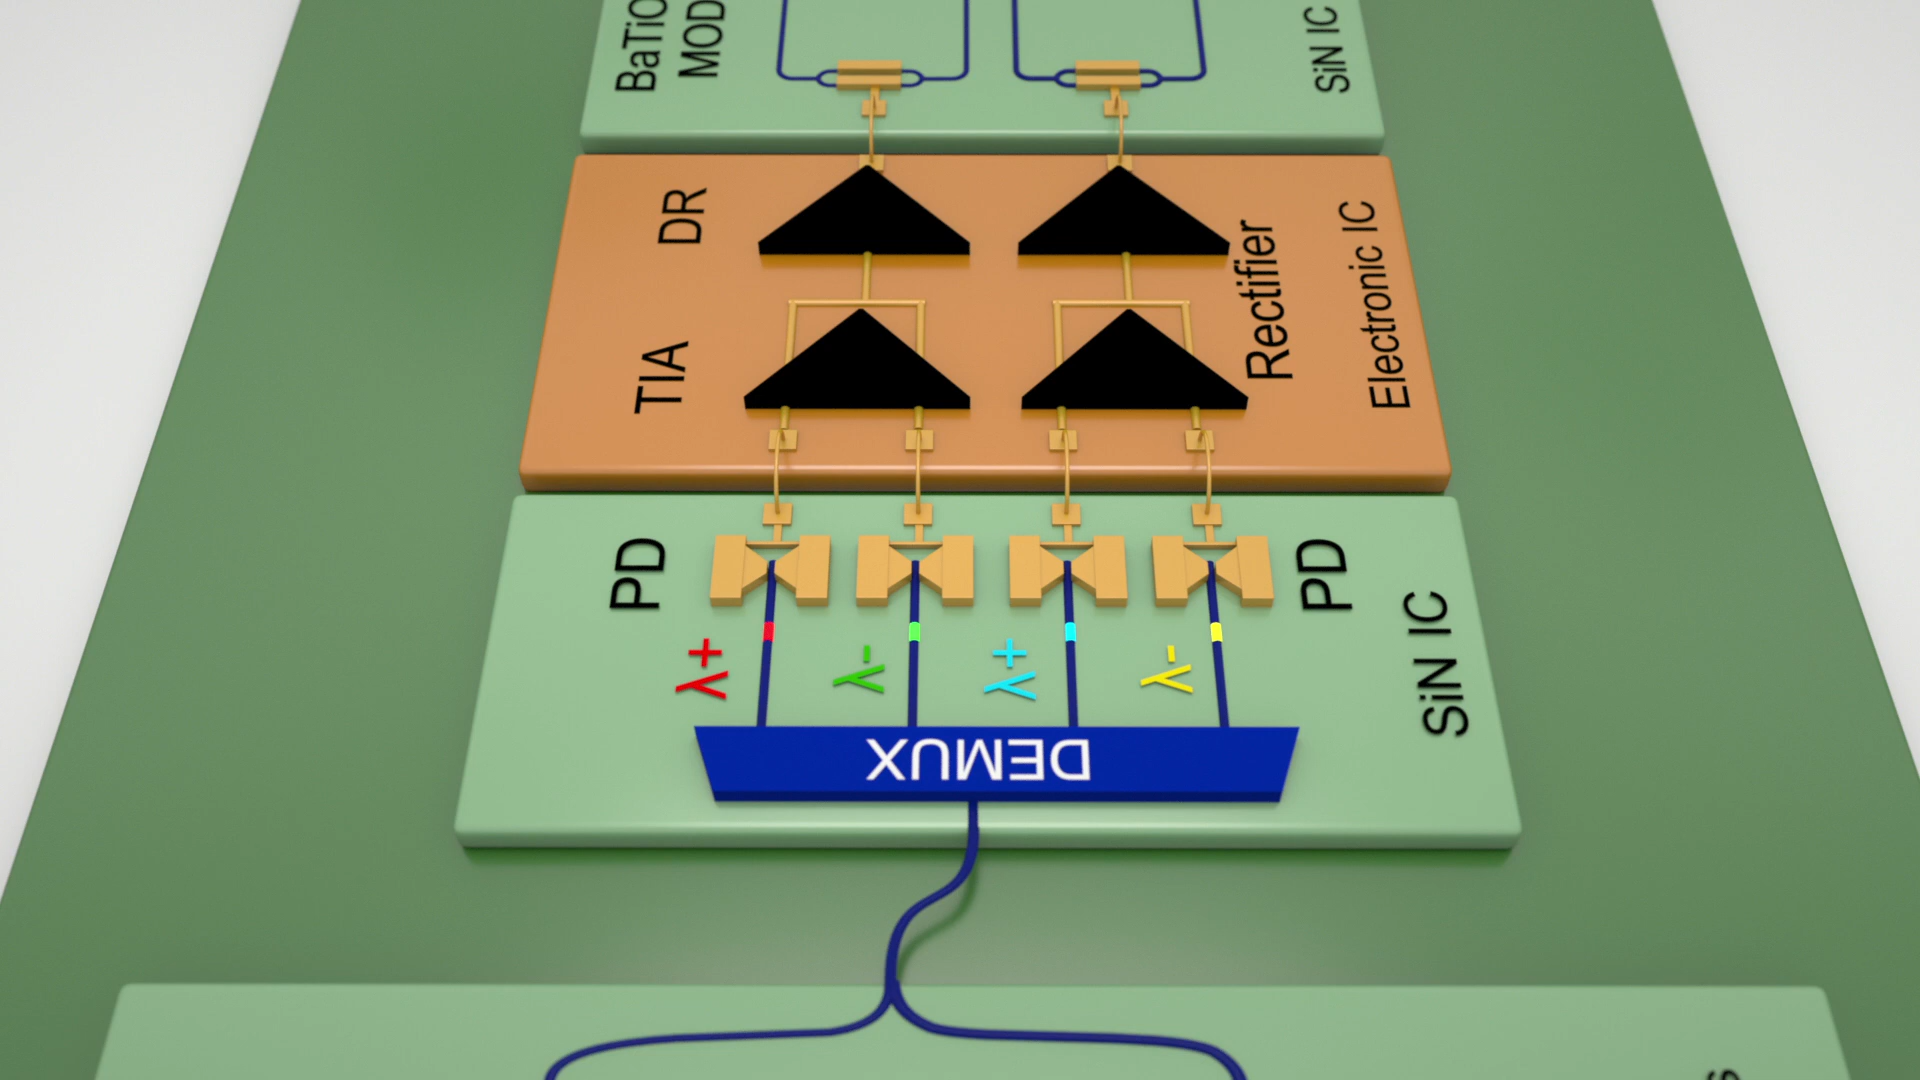 BaTiO
MOD
SiN IC
DR
Rectifier
Electronic IC
TIA
PD
PD
SiN IC
λ+
λ-
λ+
λ-
DEMUX